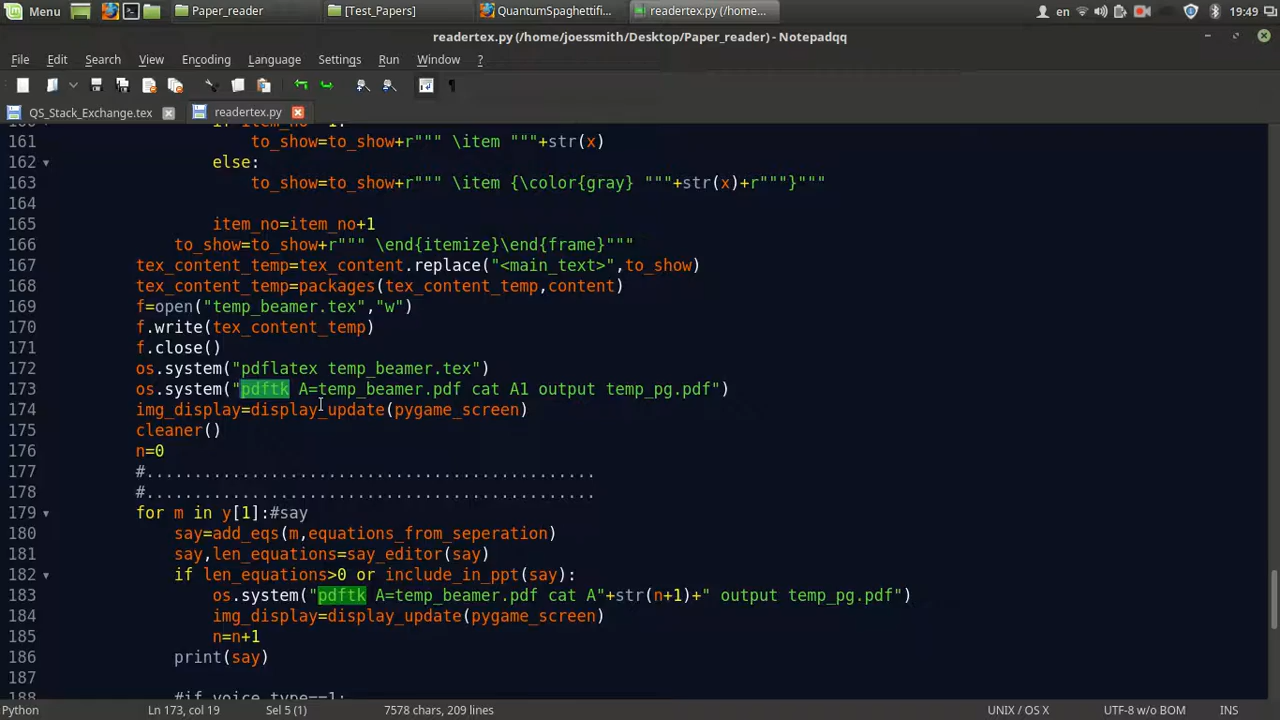 Menu
Paper_reader
[Test_Papers]
QuantumSpaghettifi...
readertex.py (/home...
en
19:49
readertex.py (/home/joessmith/Desktop/Paper_reader) - Notepadqq
File Edit Search View Encoding Language Settings Run Window ?
QS_Stack_Exchange.tex
readertex.py
161 to_show=to_show+r""" \item """+str(x)
162 else:
163 to_show=to_show+r""" \item {\color{gray} """+str(x)+r"""}"""
164
165 item_no=item_no+1
166 to_show=to_show+r""" \end{itemize}\end{frame}"""
167 tex_content_temp=tex_content.replace("<main_text>",to_show)
168 tex_content_temp=packages(tex_content_temp,content)
169 f=open("temp_beamer.tex","w")
170 f.write(tex_content_temp)
171 f.close()
172 os.system("pdflatex temp_beamer.tex")
173 os.system("pdftk A=temp_beamer.pdf cat A1 output temp_pg.pdf")
174 img_display=display_update(pygame_screen)
175 cleaner()
176 n=0
177 #...............................................
178 #...............................................
179 for m in y[1]:#say
180 say=add_eqs(m,equations_from_seperation)
181 say,len_equations=say_editor(say)
182 if len_equations>0 or include_in_ppt(say):
183 os.system("pdftk A=temp_beamer.pdf cat A"+str(n+1)+" output temp_pg.pdf")
184 img_display=display_update(pygame_screen)
185 n=n+1
186 print(say)
187
188 #if voice_type==1:
Python
Ln 173, col 19
Sel 5 (1)
7578 chars, 209 lines
UNIX / OS X
UTF-8 w/o BOM
INS